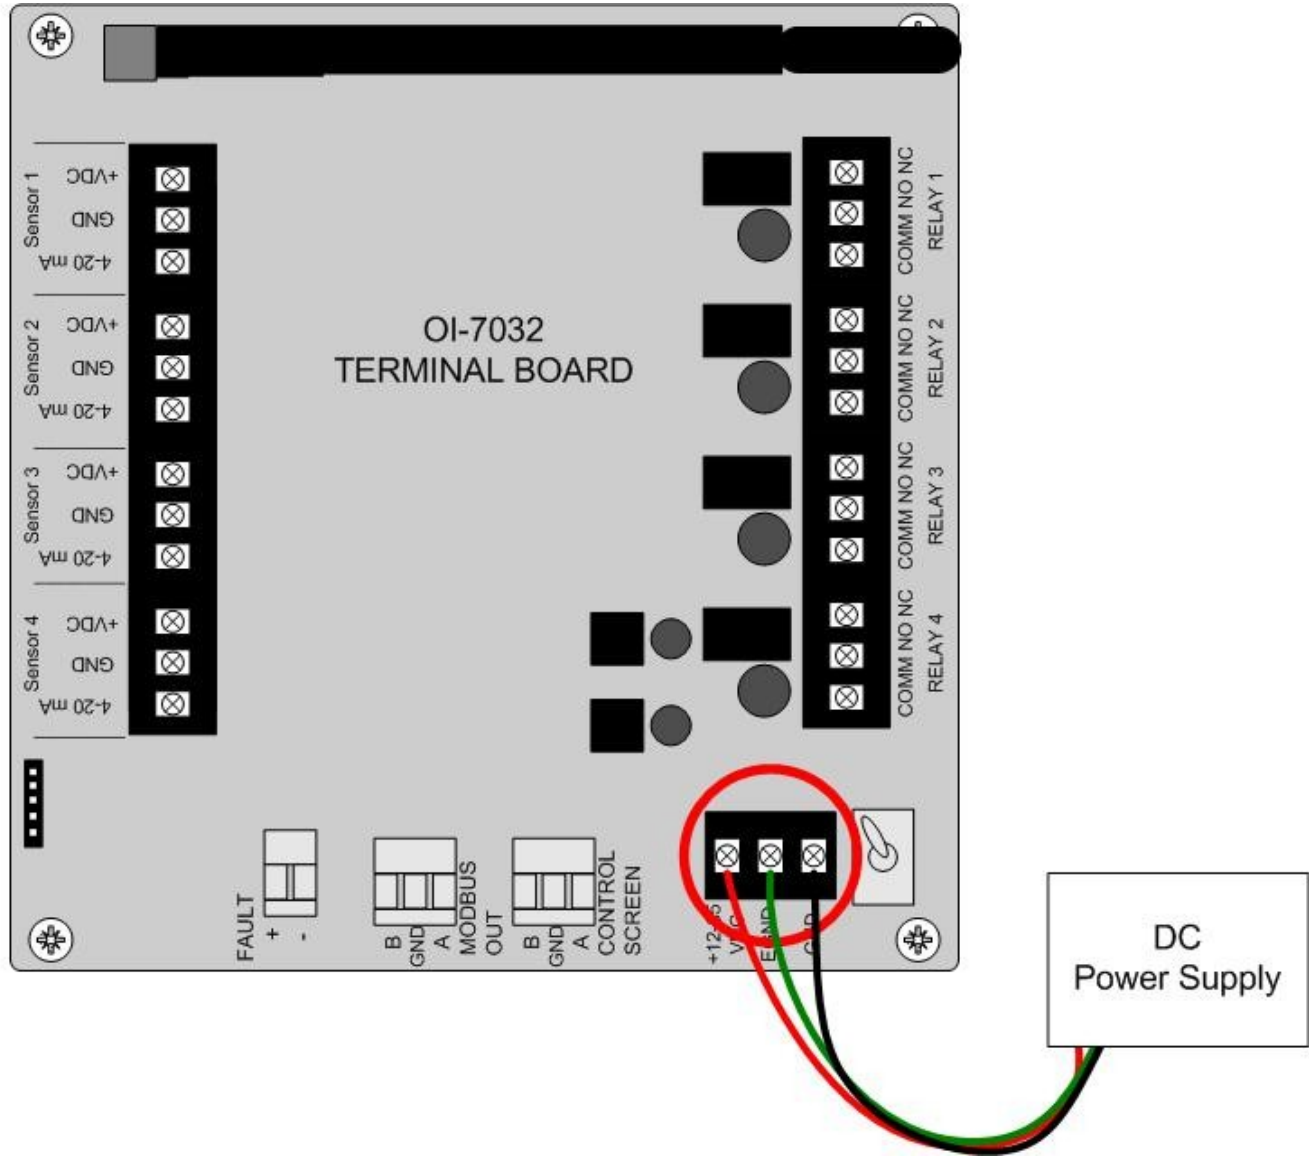 Sensor 1
+VDC
GND
4-20 mA
Sensor 2
+VDC
GND
4-20 mA
Sensor 3
+VDC
GND
4-20 mA
Sensor 4
+VDC
GND
4-20 mA
OI-7032
TERMINAL BOARD
COMM NO NC
RELAY 1
COMM NO NC
RELAY 2
COMM NO NC
RELAY 3
COMM NO NC
RELAY 4
FAULT
+
-
B
GND
A
MODBUS
OUT
B
GND
A
CONTROL
SCREEN
EGND
GND
DC
Power Supply